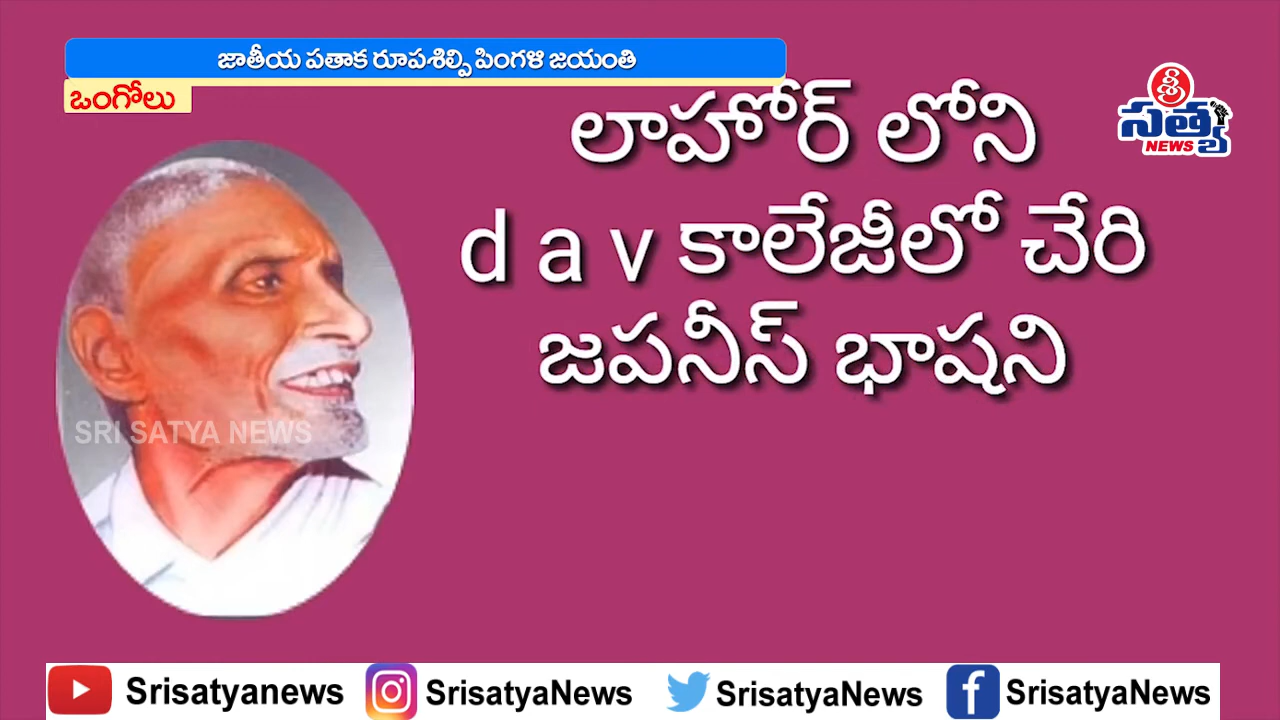 జాతీయ పతాక రూపశిల్పి పింగళి జయంతి
ఒంగోలు
శ్రీ
సత్య
NEWS
లాహోర్ లోని
d a v కాలేజీలో చేరి
జపనీస్ భాషని
SRI SATYA NEWS
Srisatyanews
SrisatyaNews
SrisatyaNews
SrisatyaNews